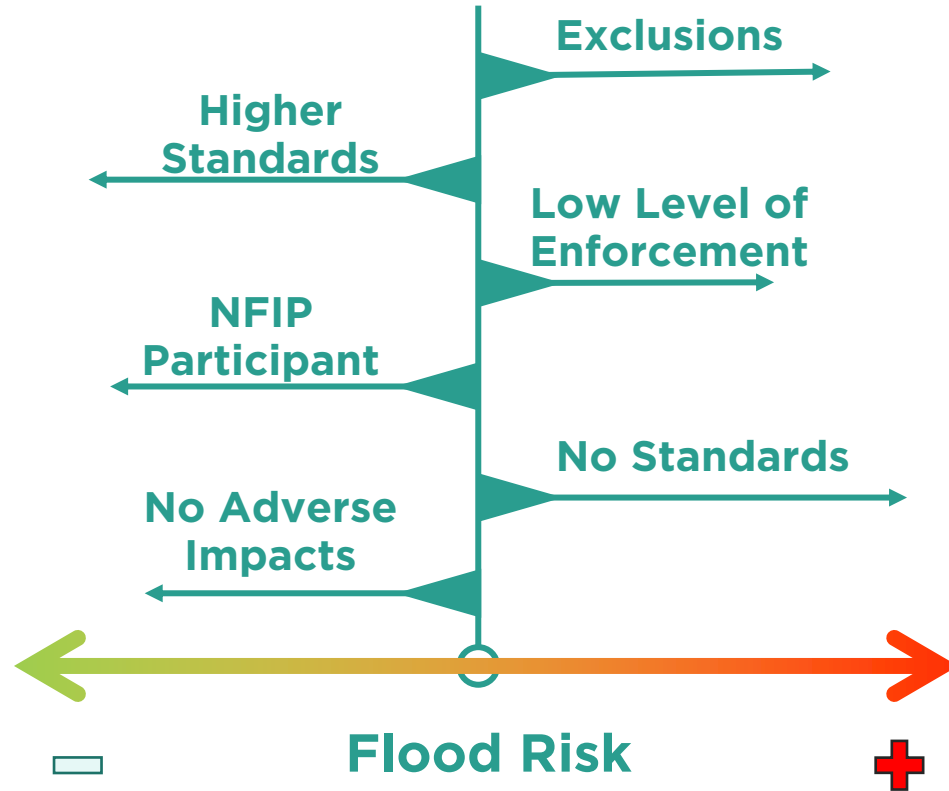 Exclusions
Higher
Standards
Low Level of
Enforcement
NFIP
Participant
No Standards
No Adverse
Impacts
Flood Risk